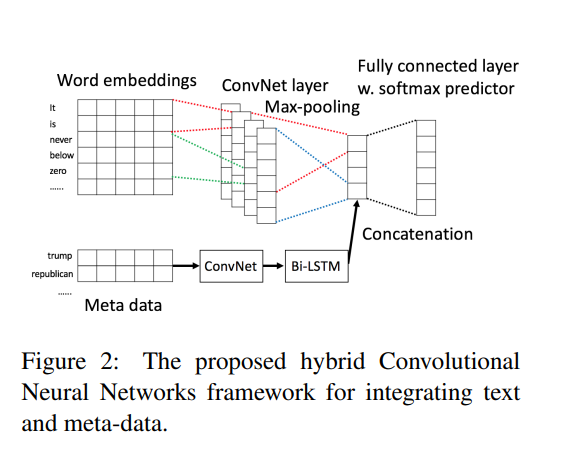 Word embeddings
ConvNet layer
Max-pooling
Fully connected layer
w. softmax predictor
It
is
never
below
zero
......
Concatenation
trump
republican
......
ConvNet
Bi-LSTM
Meta data
Figure 2: The proposed hybrid Convolutional
Neural Networks framework for integrating text
and meta-data.